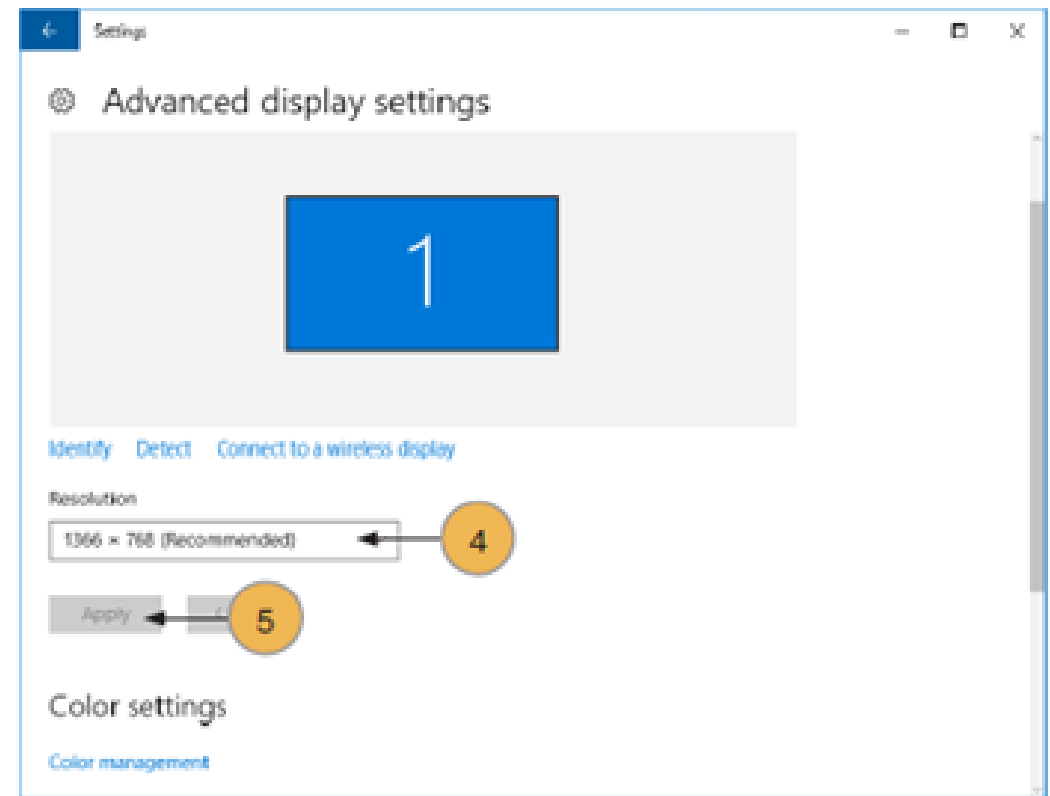 Settings
Advanced display settings
1
Identify Detect Connect to a wireless display
Resolution
1366 × 768 (Recommended)
4
Apply
5
Color settings
Color management